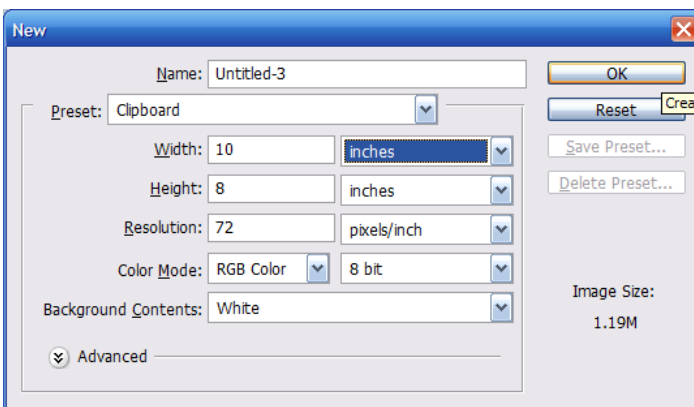 New
Name: Untitled-3
OK
Preset: Clipboard
Reset
Crea
Width: 10 inches
Save Preset...
Height: 8 inches
Delete Preset...
Resolution: 72 pixels/inch
Color Mode: RGB Color 8 bit
Image Size:
Background Contents: White
1.19M
Advanced